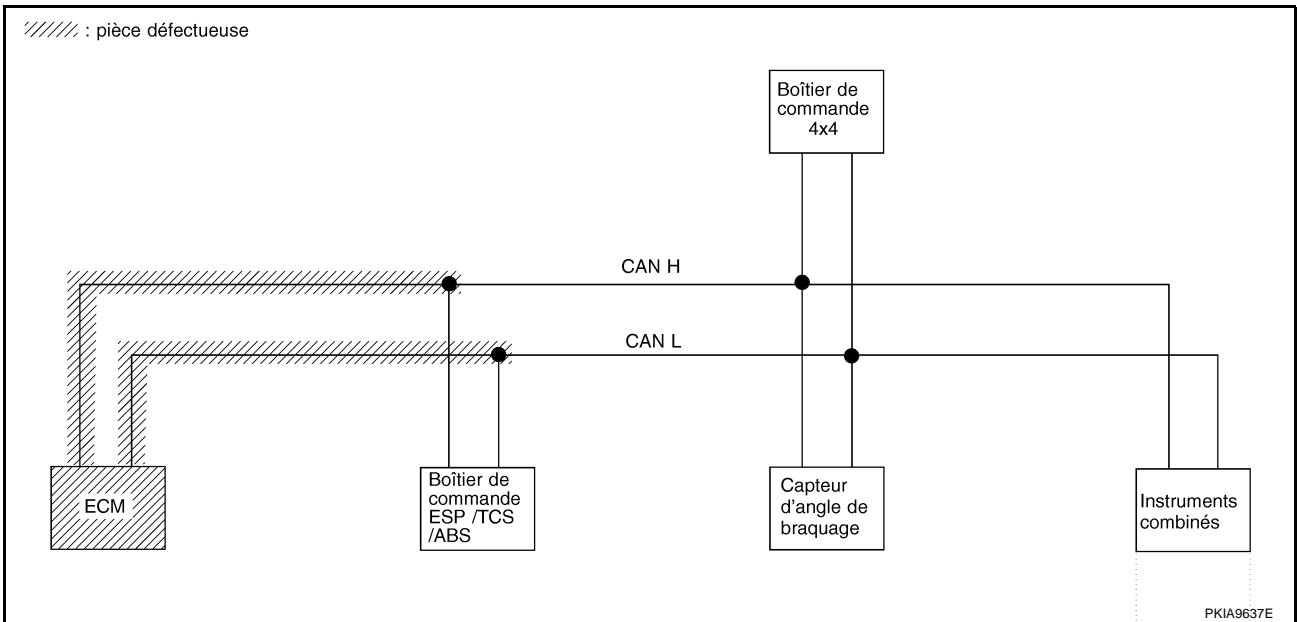 : pièce défectueuse
Boîtier de
commande
4x4
CAN H
CAN L
ECM
Boîtier de
commande
ESP /TCS
/ABS
Capteur
d'angle de
braquage
Instruments
combinés
PKIA9637E